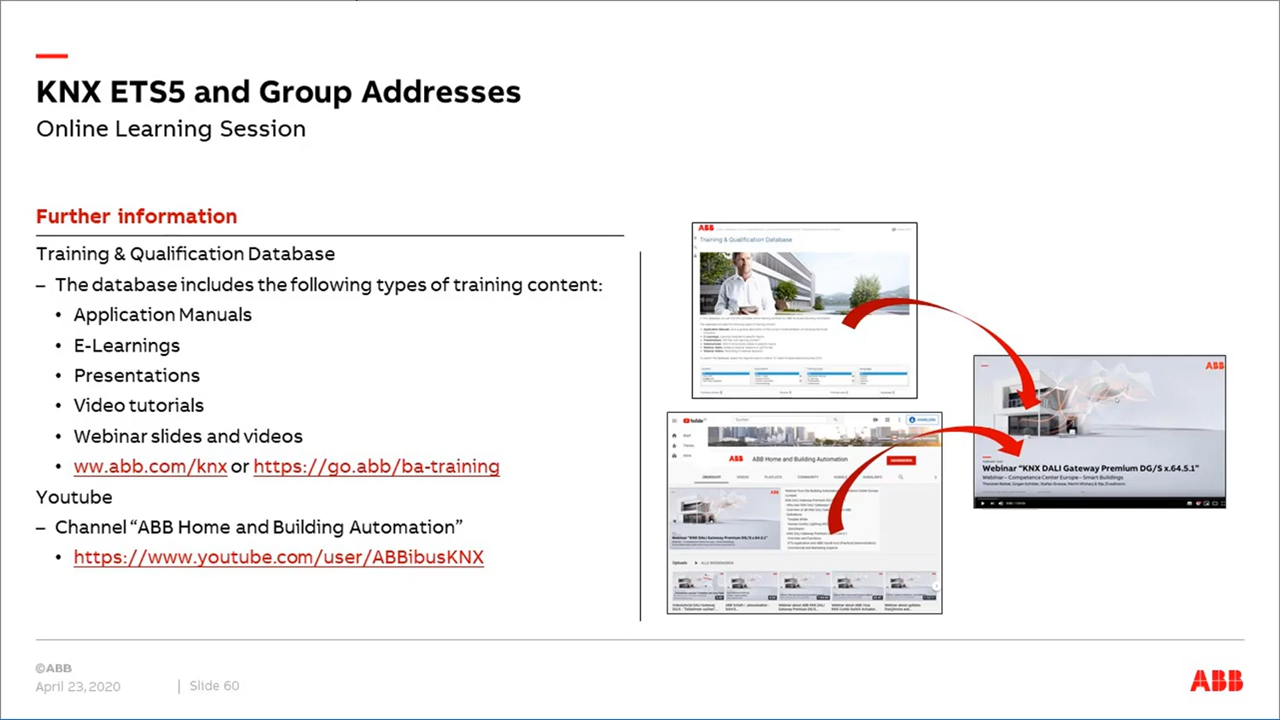 KNX ETS5 and Group Addresses
Online Learning Session
Further information
Training & Qualification Database
– The database includes the following types of training content:
• Application Manuals
• E-Learnings
• Presentations
• Video tutorials
• Webinar slides and videos
• ww.abb.com/knx or https://go.abb/ba-training
Youtube
– Channel “ABB Home and Building Automation”
• https://www.youtube.com/user/ABBibusKNX
ABB
Training & Qualification Database
YouTube
Suchen
ABB
ABB Home and Building Automation
Uploads
ABB
Webinar “KNX DALI Gateway Premium DG/S x.64.5.1”
Webinar – Competence Center Europe – Smart Buildings
©ABB
April 23, 2020 | Slide 60
ABB